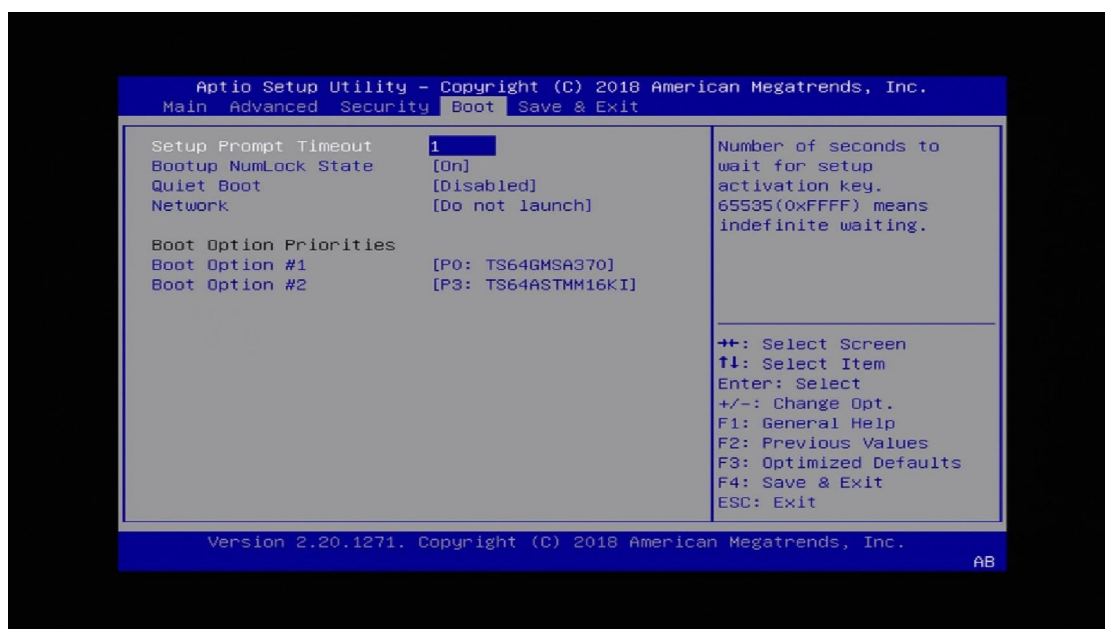 Aptio Setup Utility – Copyright (C) 2018 American Megatrends, Inc.
Main Advanced Security Boot Save & Exit
Setup Prompt Timeout 1
Bootup NumLock State [On]
Quiet Boot [Disabled]
Network [Do not launch]
Boot Option Priorities
Boot Option #1 [P0: TS64GMSA370]
Boot Option #2 [P3: TS64ASTMM16KI]
Number of seconds to
wait for setup
activation key.
65535(0xFFFF) means
indefinite waiting.
→←: Select Screen
↑↓: Select Item
Enter: Select
+/-: Change Opt.
F1: General Help
F2: Previous Values
F3: Optimized Defaults
F4: Save & Exit
ESC: Exit
Version 2.20.1271. Copyright (C) 2018 American Megatrends, Inc.
AB